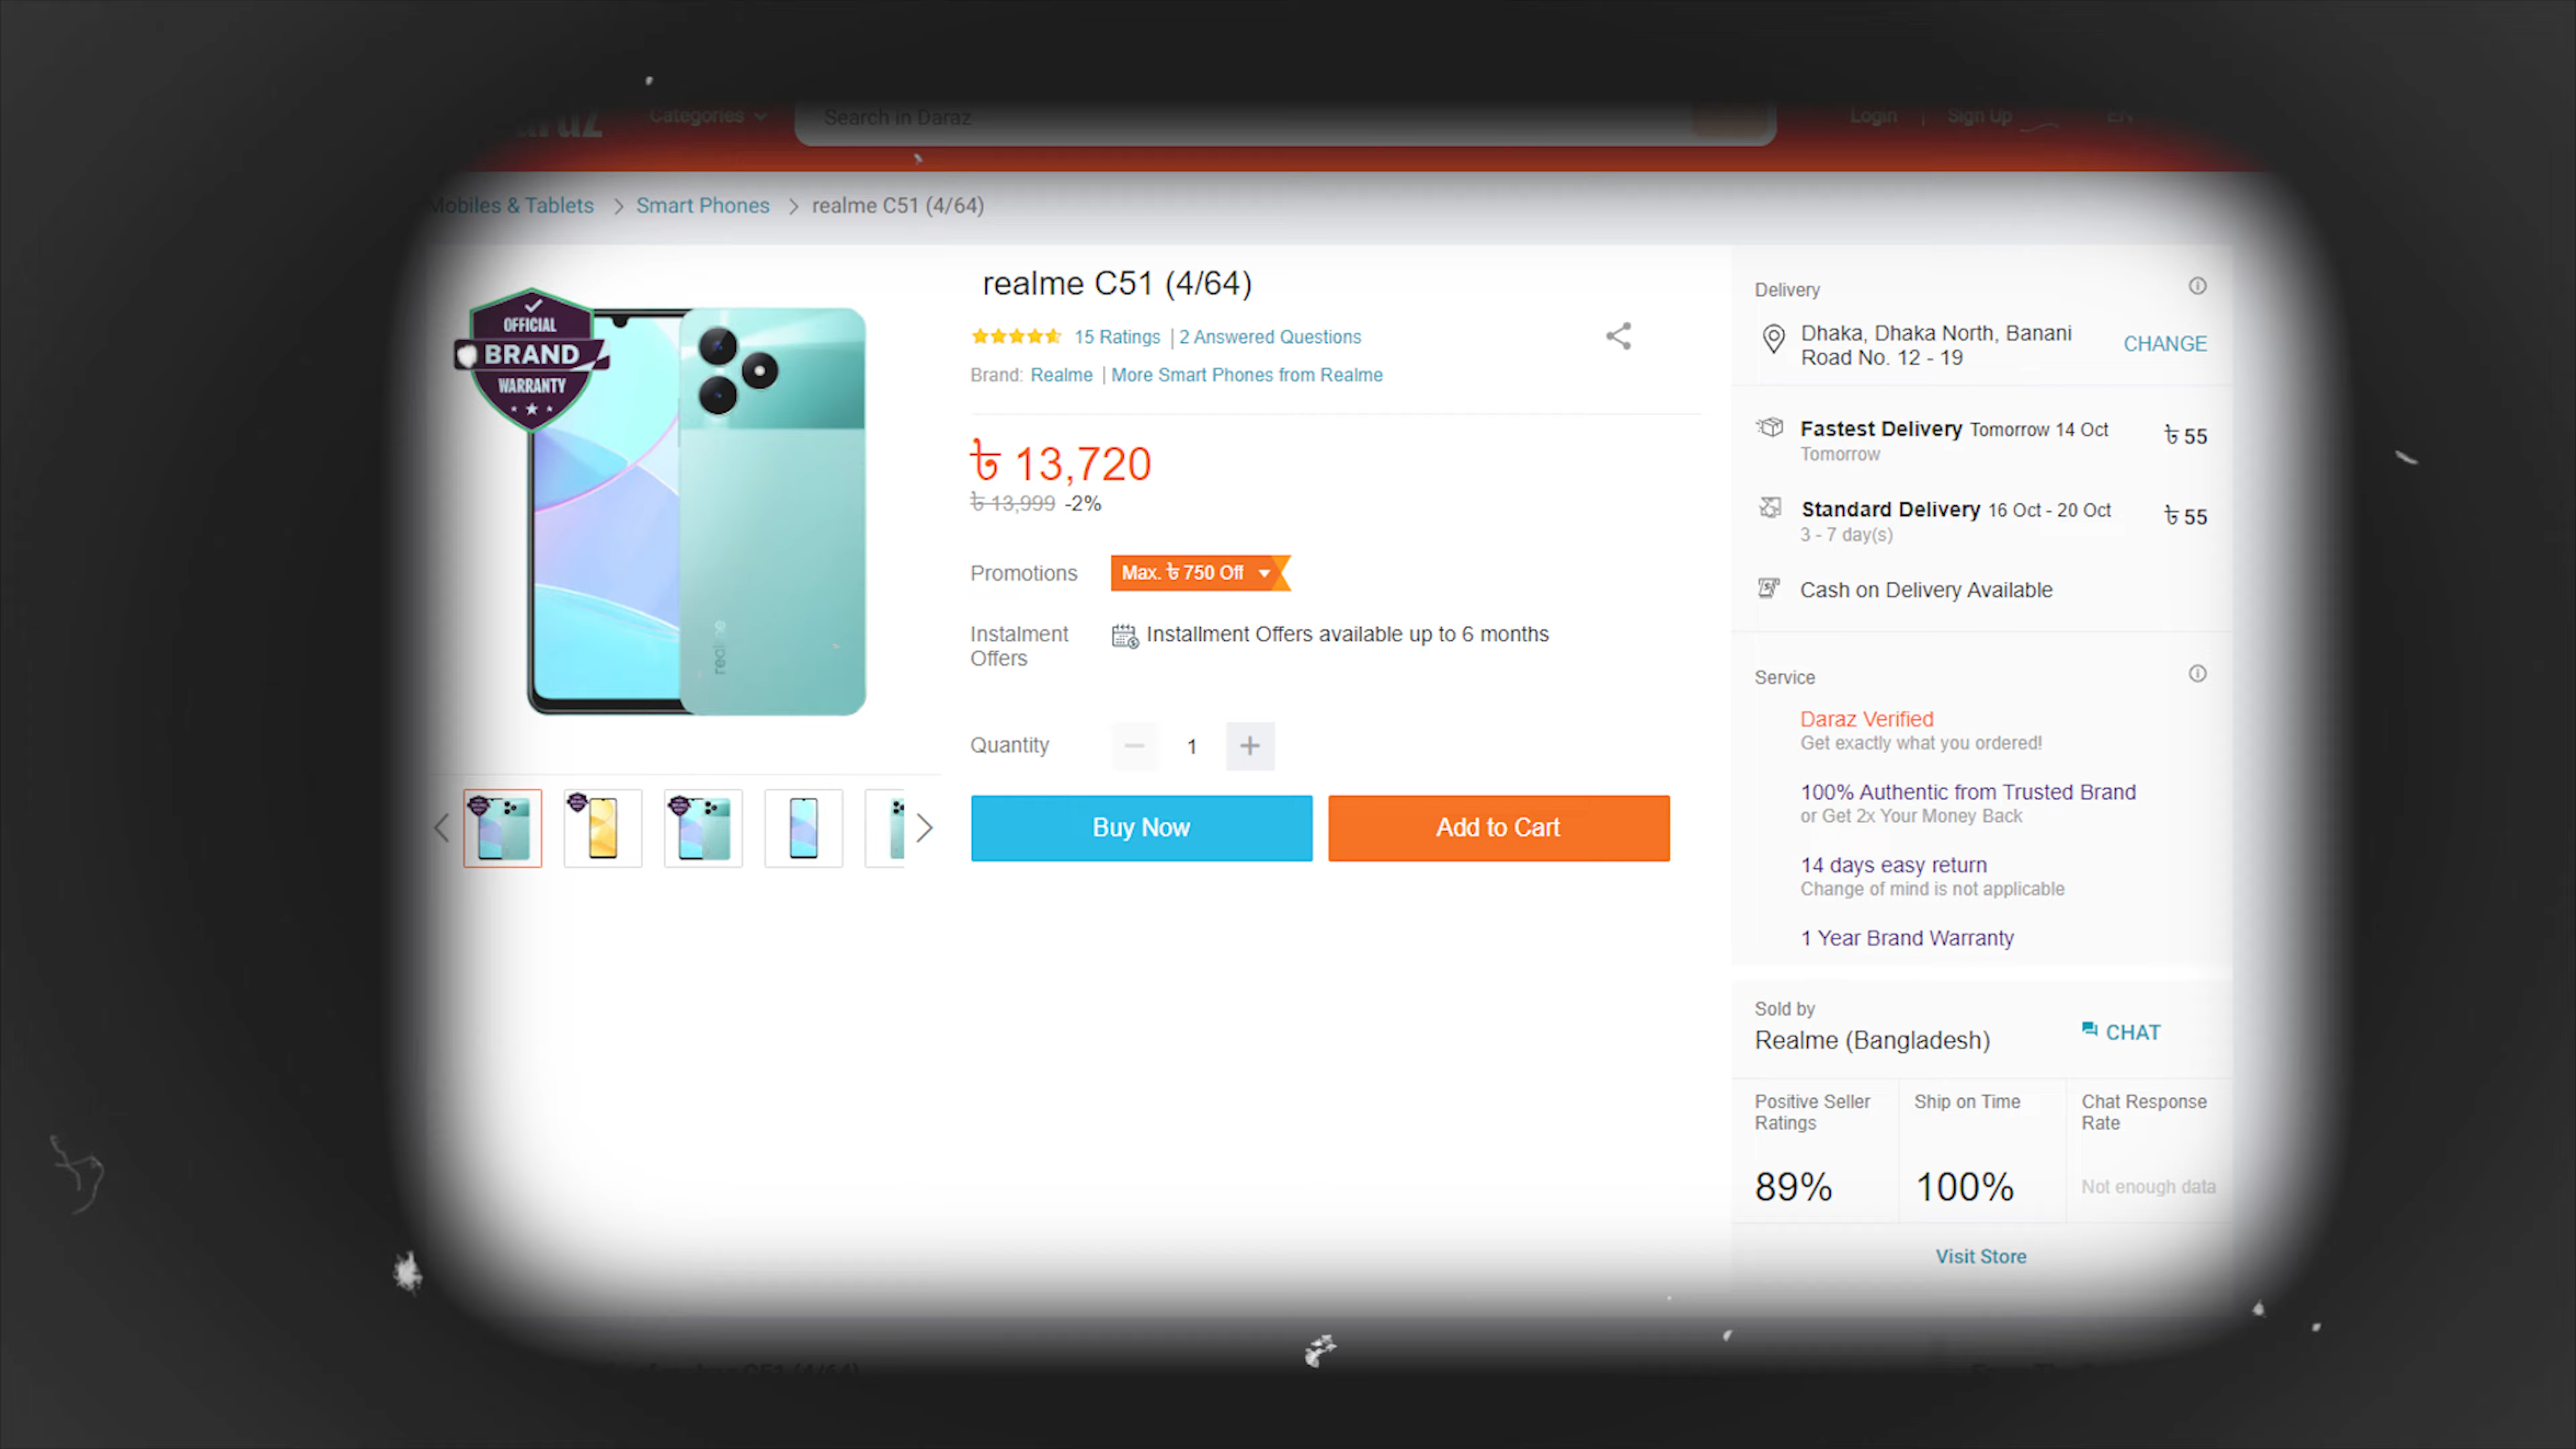 Categories
Search in Daraz
Login | Sign Up
EN
Mobiles & Tablets > Smart Phones > realme C51 (4/64)
OFFICIAL
BRAND
WARRANTY
realme
realme C51 (4/64)
15 Ratings | 2 Answered Questions
Brand: Realme | More Smart Phones from Realme
৳ 13,720
৳ 13,999 -2%
Promotions Max. ৳ 750 Off
Instalment
Offers
Installment Offers available up to 6 months
Quantity 1
Buy Now Add to Cart
Delivery
Dhaka, Dhaka North, Banani
Road No. 12 - 19
CHANGE
Fastest Delivery Tomorrow 14 Oct ৳ 55
Tomorrow
Standard Delivery 16 Oct - 20 Oct ৳ 55
3 - 7 day(s)
Cash on Delivery Available
Service
Daraz Verified
Get exactly what you ordered!
100% Authentic from Trusted Brand
or Get 2x Your Money Back
14 days easy return
Change of mind is not applicable
1 Year Brand Warranty
Sold by
Realme (Bangladesh)
CHAT
Positive Seller
Ratings
89%
Ship on Time
100%
Chat Response
Rate
Not enough data
Visit Store